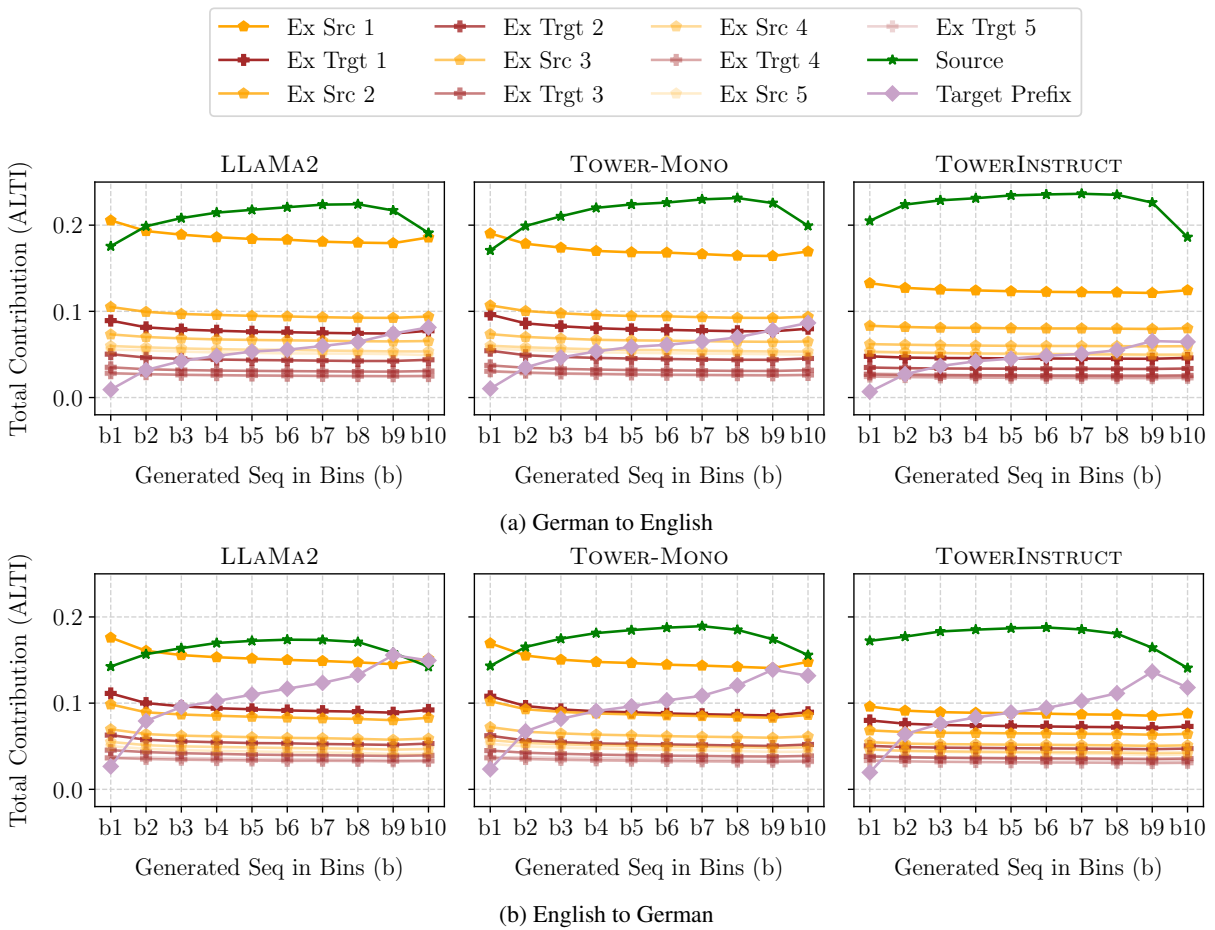 Ex Src 1 Ex Trgt 2 Ex Src 4 Ex Trgt 5
Ex Trgt 1 Ex Src 3 Ex Trgt 4 Source
Ex Src 2 Ex Trgt 3 Ex Src 5 Target Prefix
LLaMa2 Tower-Mono TowerInstruct
Total Contribution (ALTI)
0.2
0.1
0.0
b1 b2 b3 b4 b5 b6 b7 b8 b9 b10 b1 b2 b3 b4 b5 b6 b7 b8 b9 b10 b1 b2 b3 b4 b5 b6 b7 b8 b9 b10
Generated Seq in Bins (b) Generated Seq in Bins (b) Generated Seq in Bins (b)
(a) German to English
LLaMa2 Tower-Mono TowerInstruct
Total Contribution (ALTI)
0.2
0.1
0.0
b1 b2 b3 b4 b5 b6 b7 b8 b9 b10 b1 b2 b3 b4 b5 b6 b7 b8 b9 b10 b1 b2 b3 b4 b5 b6 b7 b8 b9 b10
Generated Seq in Bins (b) Generated Seq in Bins (b) Generated Seq in Bins (b)
(b) English to German